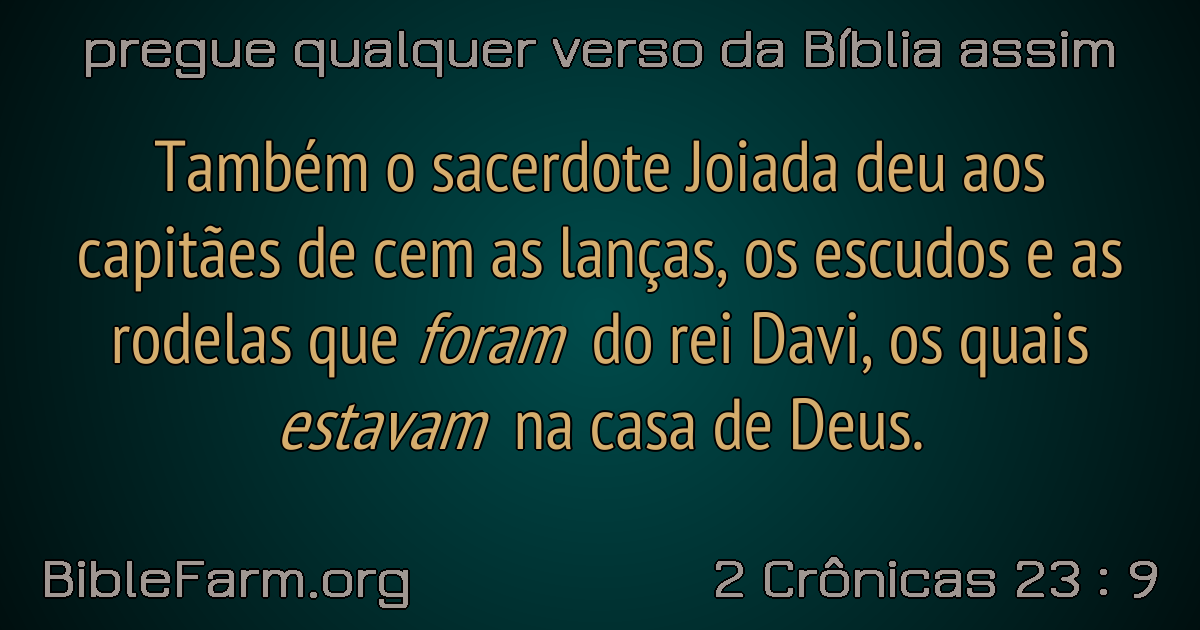 pregue qualquer verso da Bíblia assim
Também o sacerdote Joiada deu aos
capitães de cem as lanças, os escudos e as
rodelas que foram do rei Davi, os quais
estavam na casa de Deus.
BibleFarm.org
2 Crônicas 23 : 9